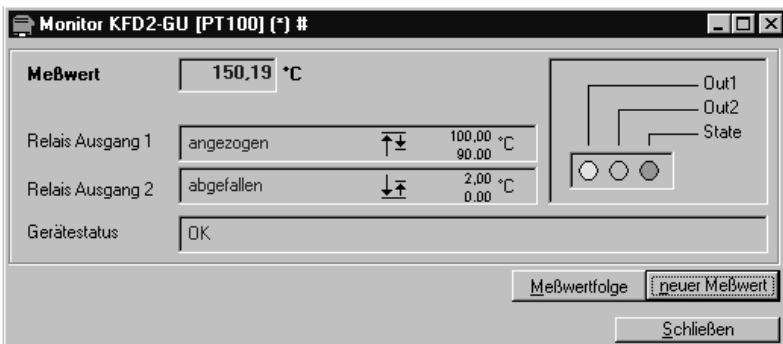 Monitor KFD2-GU [PT100] (*) #
Meßwert 150,19 °C
Out1
Out2
State
Relais Ausgang 1 angezogen 100,00 °C
90.00
Relais Ausgang 2 abgefallen 2,00 °C
0.00
Gerätestatus OK
Meßwertfolge neuer Meßwert
Schließen